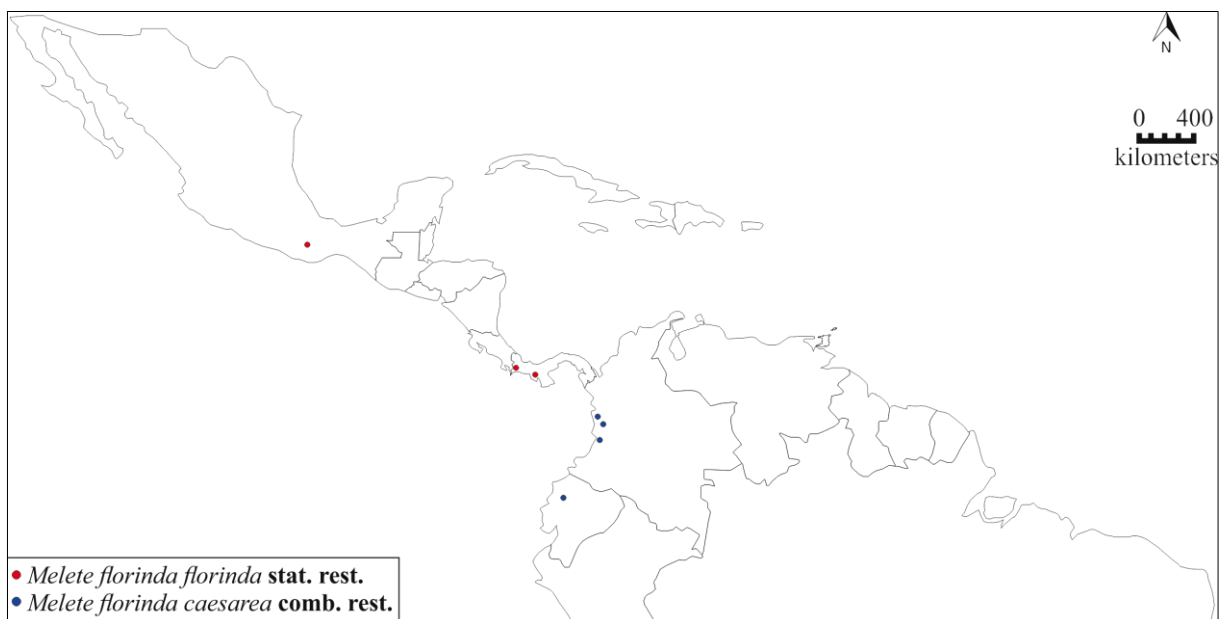 N
0 400
kilometers
Melete florinda florinda stat. rest.
Melete florinda caesarea comb. rest.